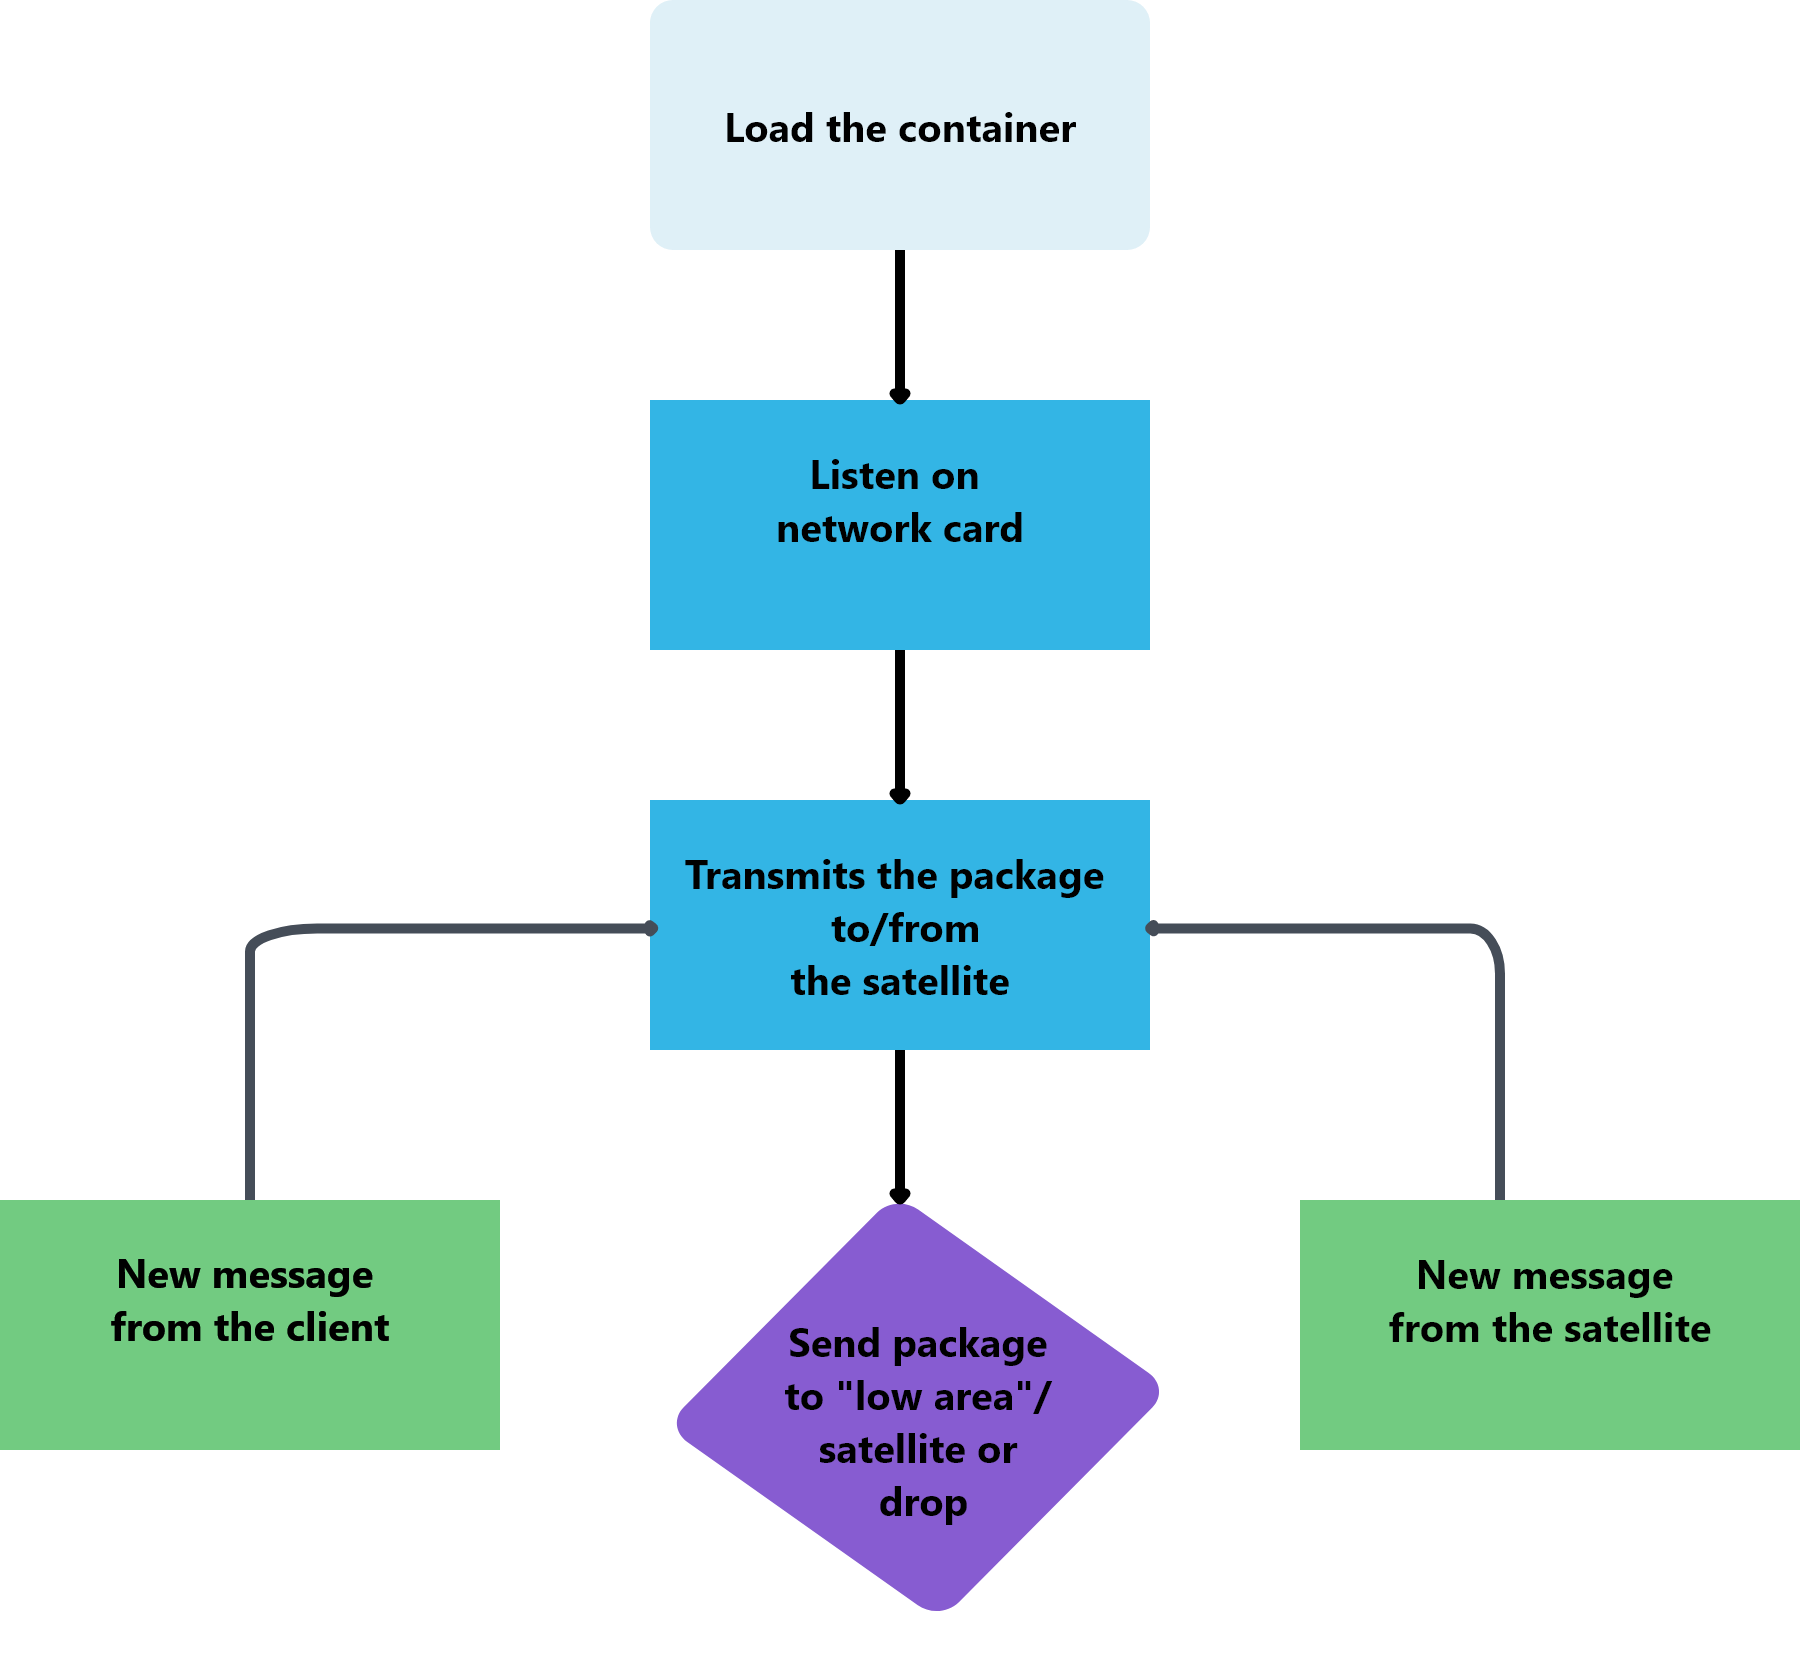 Load the container
Listen on
network card
Transmits the package
to/from
the satellite
New message
from the client
Send package
to "low area"/
satellite or
drop
New message
from the satellite